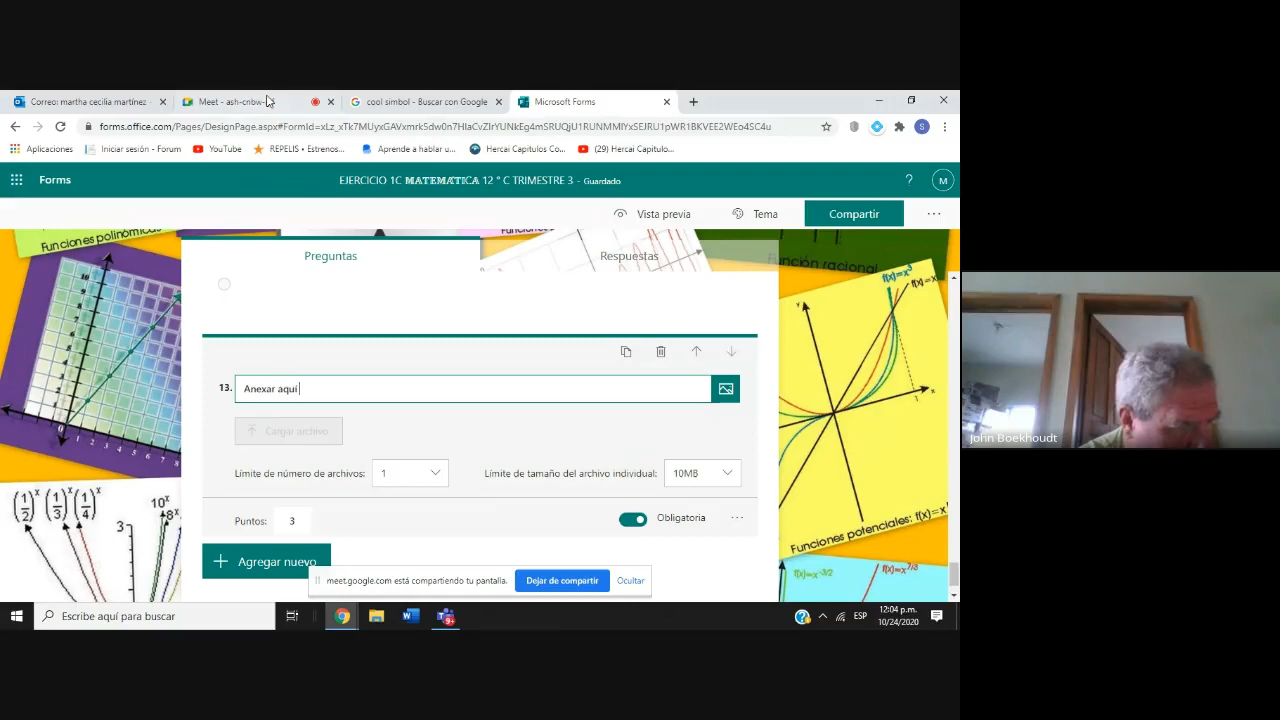 Correo: martha cecilia martínez -
Meet - ash-cnbw-
cool simbol - Buscar con Google
Microsoft Forms
forms.office.com/Pages/DesignPage.aspx#FormId=
Aplicaciones
Iniciar sesión - Forum
YouTube
REPELIS • Estrenos...
Aprende a hablar u...
Hercai Capitulos Co...
(29) Hercai Capitulo...
S
Forms
EJERCICIO 1C MATEMÁTICA 12 ° C TRIMESTRE 3 - Guardado
?
M
Vista previa
Tema
Compartir
Funciones polinómicas
Función racional
Preguntas
Respuestas
13. Anexar aquí
Cargar archivo
Límite de número de archivos: 1
Límite de tamaño del archivo individual: 10MB
Puntos: 3
Obligatoria
Agregar nuevo
meet.google.com está compartiendo tu pantalla.
Dejar de compartir
Ocultar
Funciones potenciales: f(x)=x
John Boekhoudt
Escribe aquí para buscar
9+
ESP
12:04 p.m.
10/24/2020